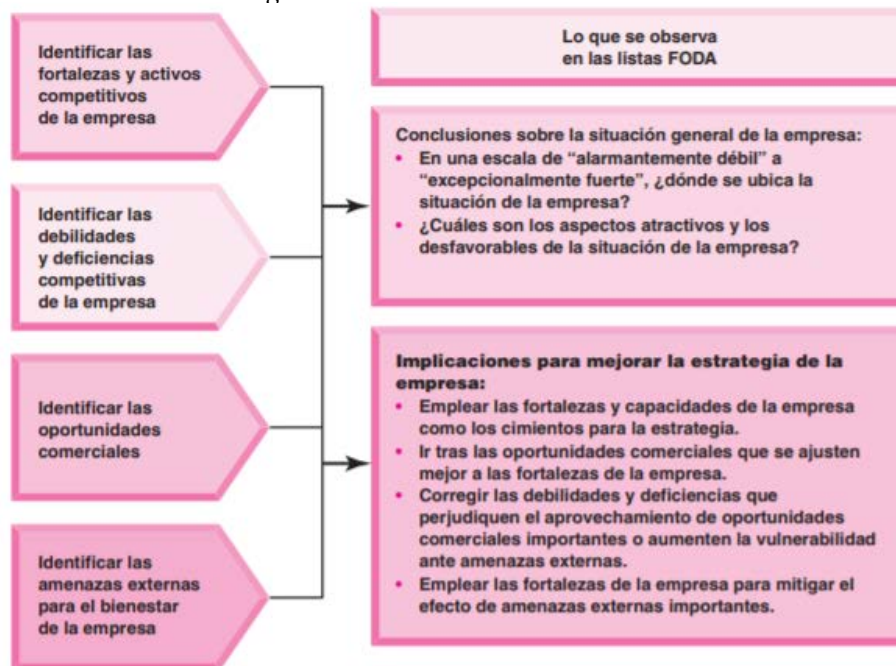 Identificar las
fortalezas y activos
competitivos
de la empresa
Identificar las
debilidades
y deficiencias
competitivas
de la empresa
Identificar las
oportunidades
comerciales
Identificar las
amenazas externas
para el bienestar
de la empresa
Lo que se observa
en las listas FODA
Conclusiones sobre la situación general de la empresa:
• En una escala de “alarmantemente débil” a
“excepcionalmente fuerte”, ¿dónde se ubica la
situación de la empresa?
• ¿Cuáles son los aspectos atractivos y los
desfavorables de la situación de la empresa?
Implicaciones para mejorar la estrategia de la
empresa:
• Emplear las fortalezas y capacidades de la empresa
como los cimientos para la estrategia.
• Ir tras las oportunidades comerciales que se ajusten
mejor a las fortalezas de la empresa.
• Corregir las debilidades y deficiencias que
perjudiquen el aprovechamiento de oportunidades
comerciales importantes o aumenten la vulnerabilidad
ante amenazas externas.
• Emplear las fortalezas de la empresa para mitigar el
efecto de amenazas externas importantes.